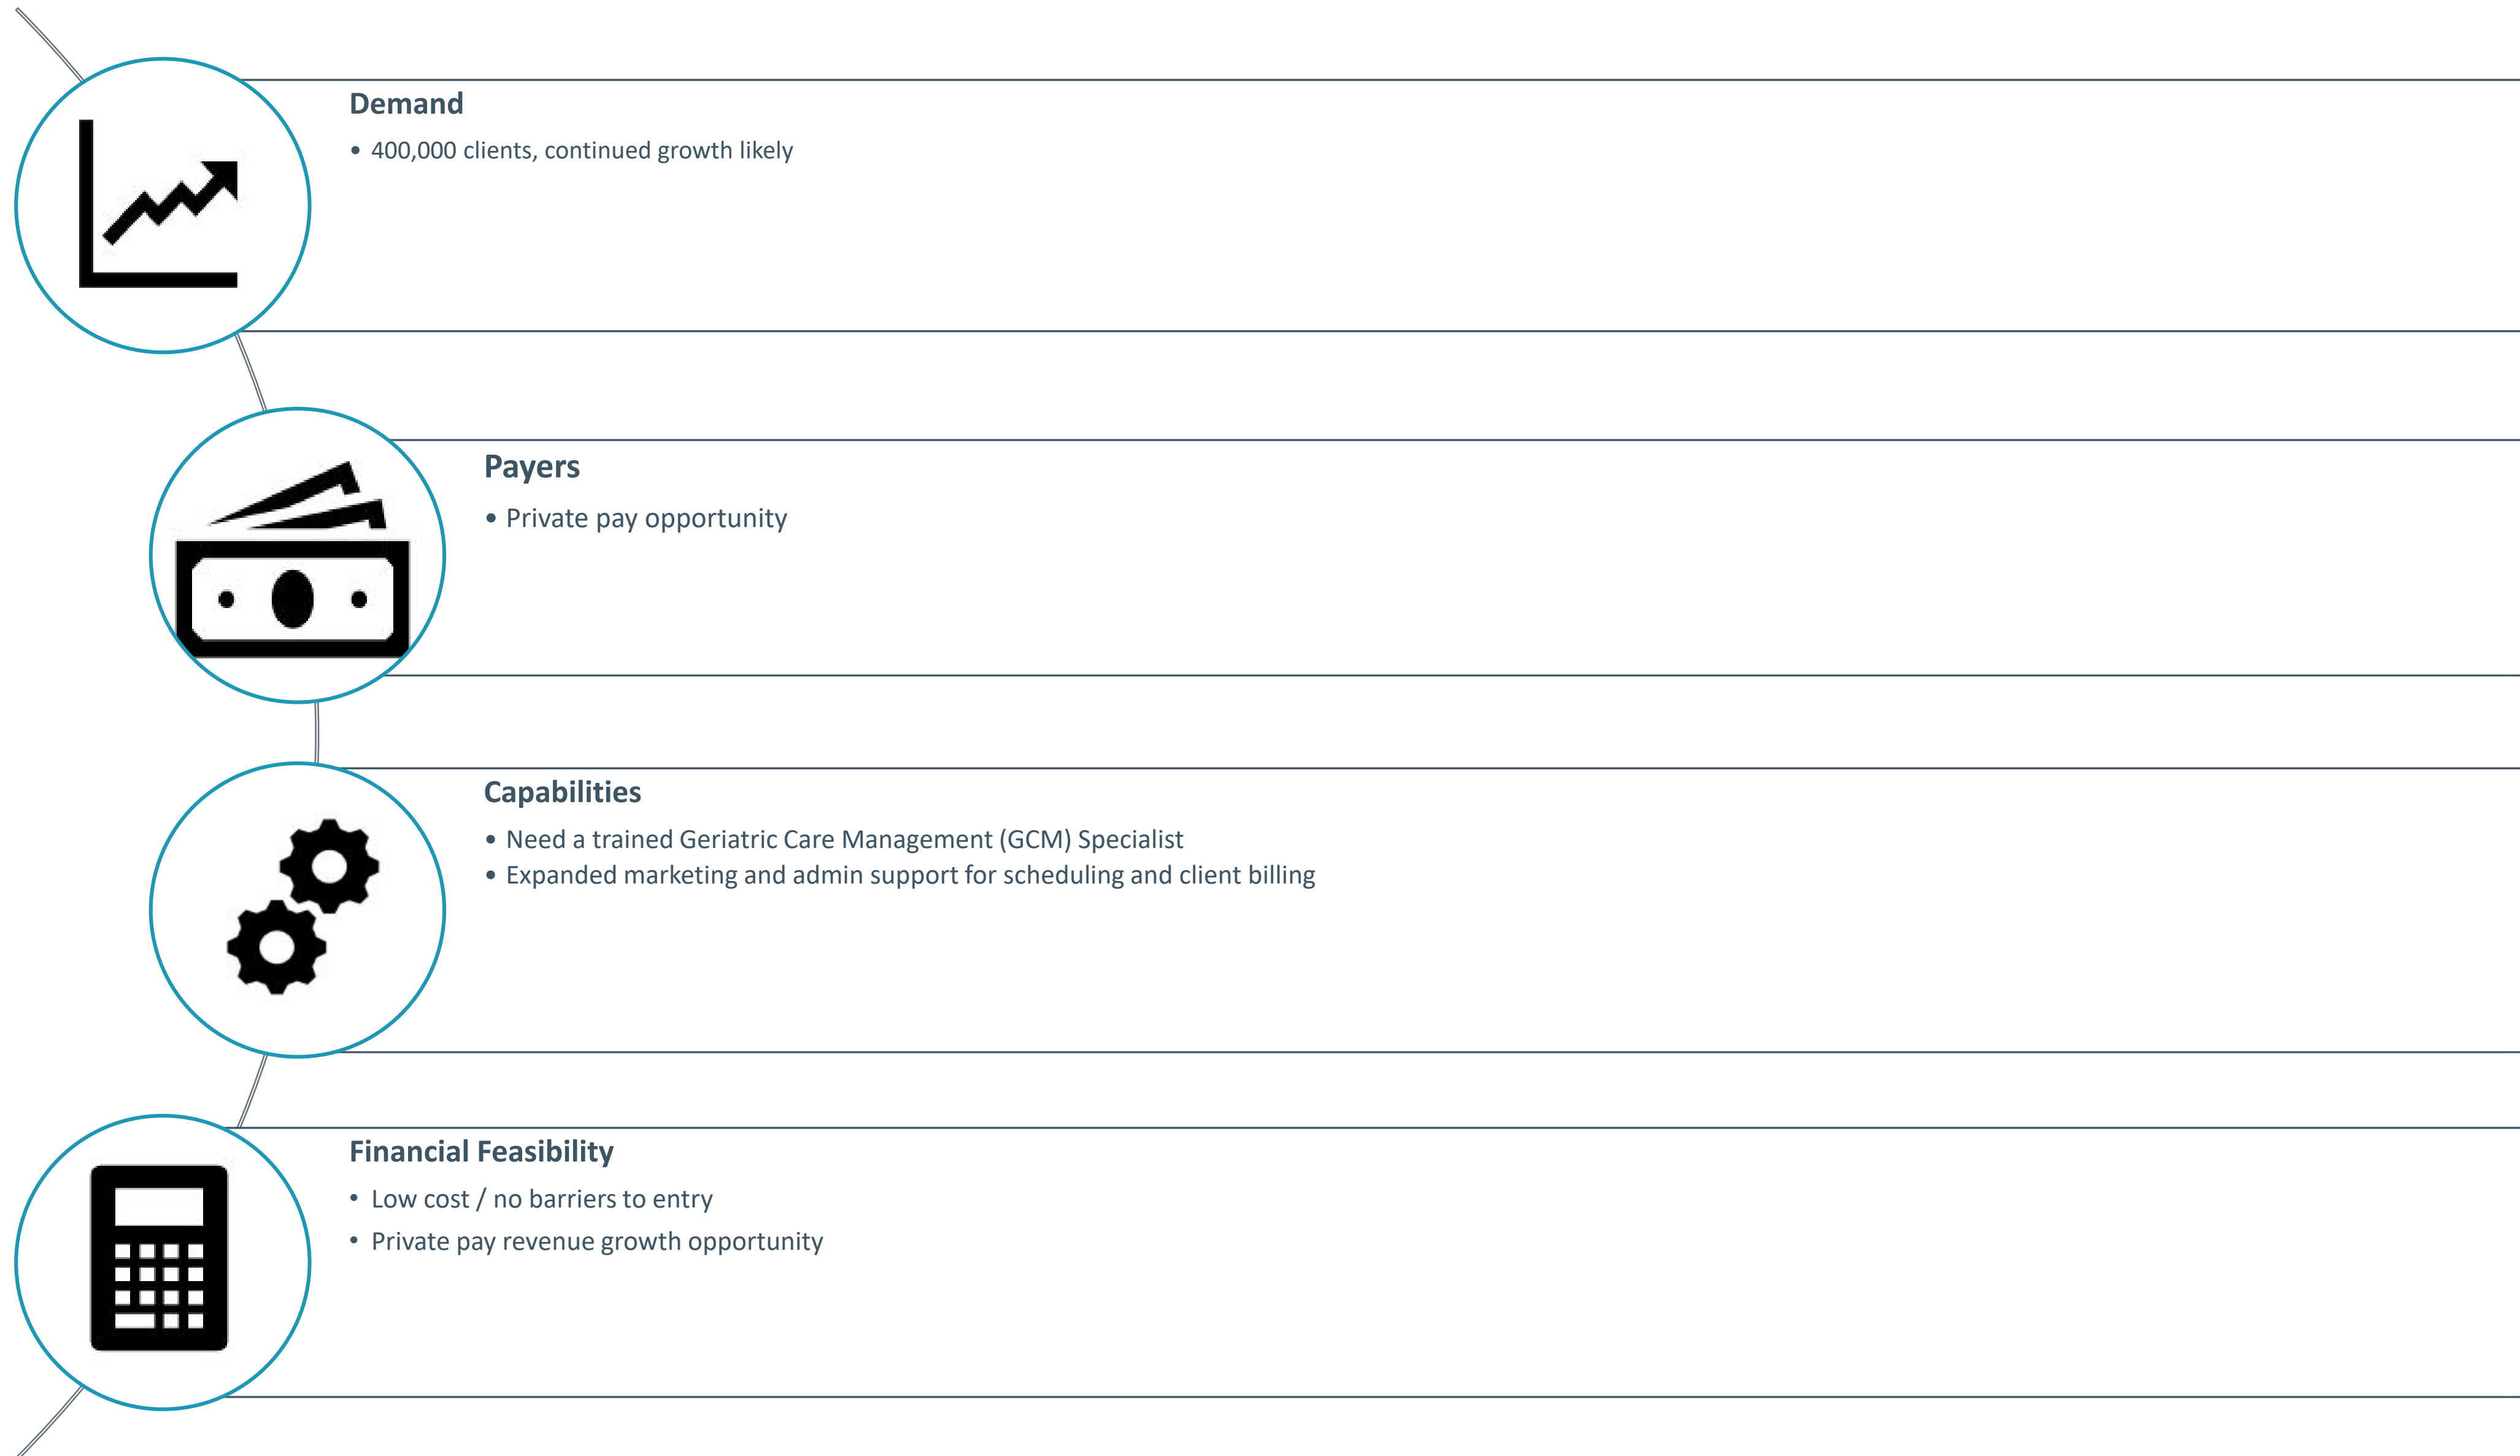 Demand
• 400,000 clients, continued growth likely
Payers
• Private pay opportunity
Capabilities
• Need a trained Geriatric Care Management (GCM) Specialist
• Expanded marketing and admin support for scheduling and client billing
Financial Feasibility
• Low cost / no barriers to entry
• Private pay revenue growth opportunity